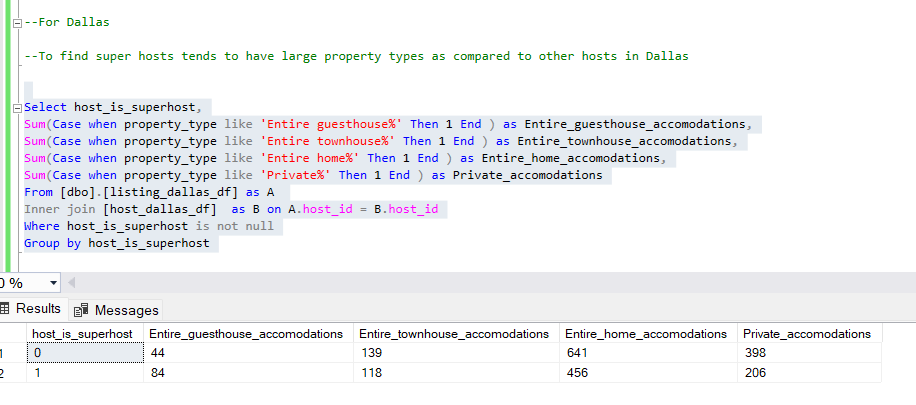 --For Dallas
--To find super hosts tends to have large property types as compared to other hosts in Dallas
Select host_is_superhost,
Sum(Case when property_type like 'Entire guesthouse%' Then 1 End ) as Entire_guesthouse_accomodations,
Sum(Case when property_type like 'Entire townhouse%' Then 1 End ) as Entire_townhouse_accomodations,
Sum(Case when property_type like 'Entire home%' Then 1 End ) as Entire_home_accomodations,
Sum(Case when property_type like 'Private%' Then 1 End ) as Private_accomodations
From [dbo].[listing_dallas_df] as A
Inner join [host_dallas_df]  as B on A.host_id = B.host_id
Where host_is_superhost is not null
Group by host_is_superhost
0 %
Results Messages
host_is_superhost Entire_guesthouse_accomodations Entire_townhouse_accomodations Entire_home_accomodations Private_accomodations
1 0 44 139 641 398
2 1 84 118 456 206